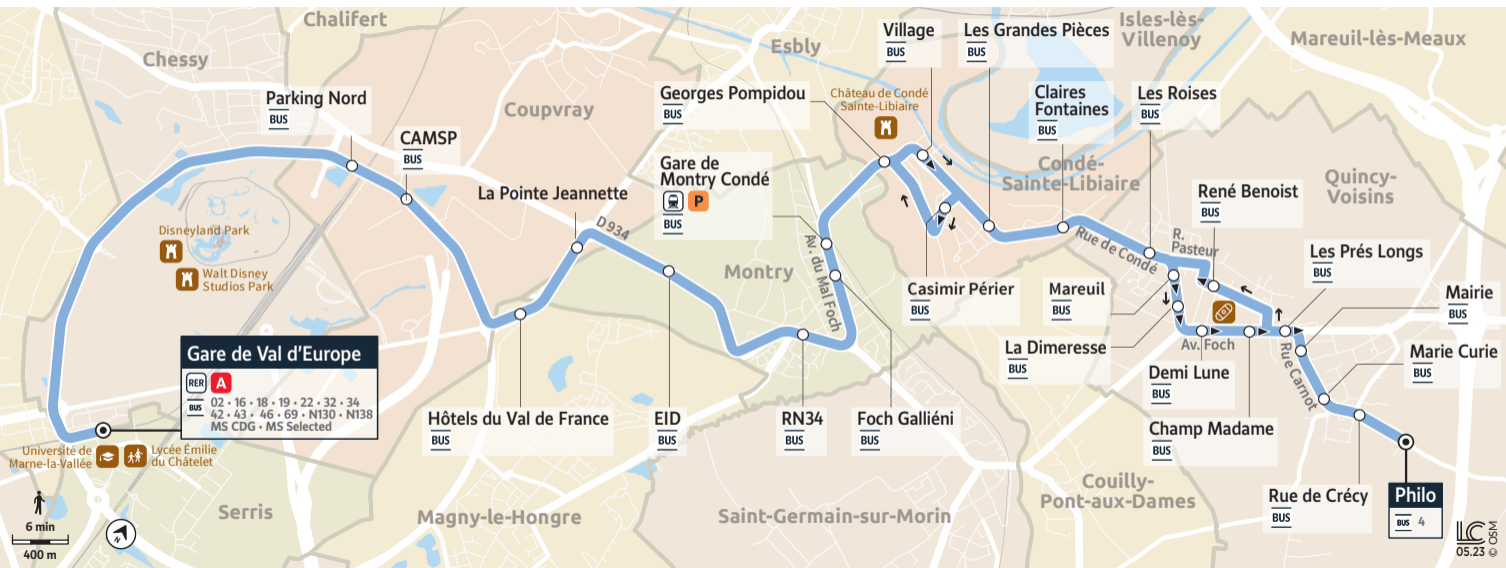 Chalifert
Chessy
Parking Nord
BUS
CAMSP
BUS
Coupvray
La Pointe Jeannette
D934
Esbly
Georges Pompidou
BUS
Gare de
Montry Condé
P
BUS
Village
BUS
Les Grandes Pièces
BUS
Château de Condé
Sainte-Libiaire
Isles-lès-
Villenoy
Mareuil-lès-Meaux
Claires
Fontaines
BUS
Les Roises
BUS
Condé-
Sainte-Libiaire
Quincy-
Voisins
René Benoist
BUS
R.
Pasteur
Rue de Condé
Les Prés Longs
BUS
Mairie
BUS
Marie Curie
BUS
Disneyland Park
Walt Disney
Studios Park
Montry
Av. du Mal Foch
Casimir Périer
BUS
Mareuil
BUS
La Dimeresse
BUS
Av. Foch
Rue Carnot
Demi Lune
BUS
Champ Madame
BUS
Gare de Val d'Europe
RER A
BUS 02 • 16 • 18 • 19 • 22 • 32 • 34
42 • 43 • 46 • 69 • N130 • N138
MS CDG • MS Selected
Université de
Marne-la-Vallée
Lycée Émilie
du Châtelet
Hôtels du Val de France
BUS
EID
BUS
RN34
BUS
Foch Galliéni
BUS
Serris
Magny-le-Hongre
Saint-Germain-sur-Morin
Couilly-
Pont-aux-Dames
Rue de Crécy
BUS
Philo
BUS 4
6 min
400 m
N
LC
05.23 © OSM